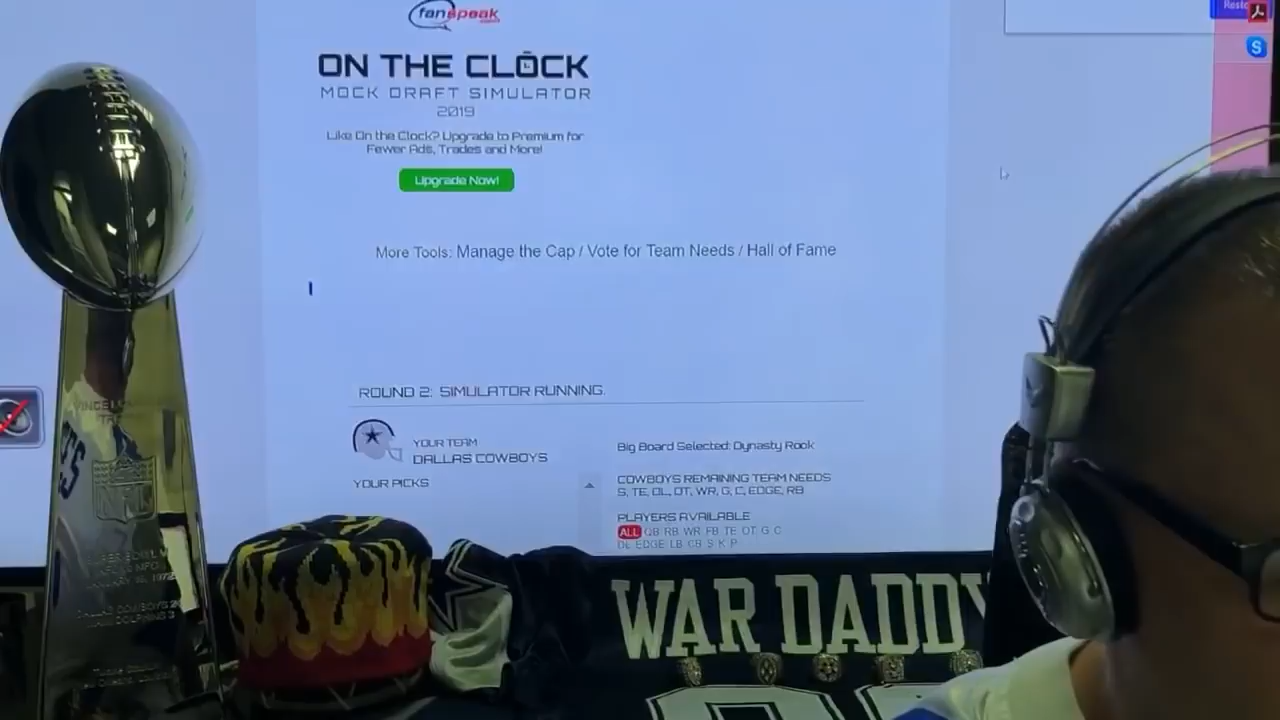 fanspeak
ON THE CLOCK
MOCK DRAFT SIMULATOR
2019
Like On the Clock? Upgrade to Premium for
Fewer Ads, Trades and More!
Upgrade Now!
More Tools: Manage the Cap / Vote for Team Needs / Hall of Fame
ROUND 2: SIMULATOR RUNNING.
YOUR TEAM
DALLAS COWBOYS
YOUR PICKS
Big Board Selected: Dynasty Rook
COWBOYS REMAINING TEAM NEEDS
S, TE, DL, OT, WR, G, C, EDGE, RB
PLAYERS AVAILABLE
ALL QB RB WR FB TE OT G C
DL EDGE LB CB S K P
NFL
WAR DADDY